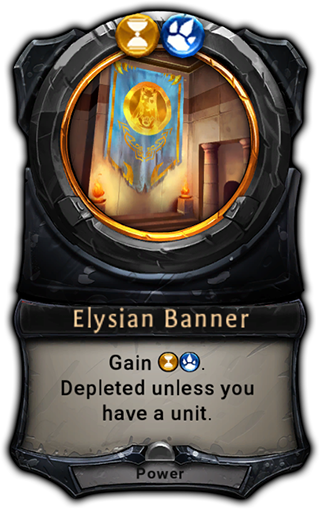 Elysian Banner
Gain .
Depleted unless you
have a unit.
Power